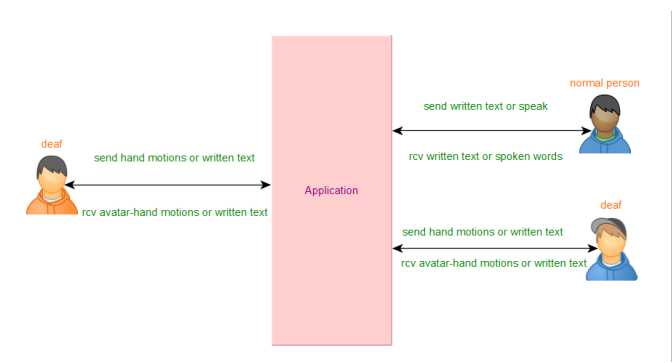 normal person
send written text or speak
deaf
send hand motions or written text
rcv written text or spoken words
Application
deaf
rcv avatar-hand motions or written text
send hand motions or written text
rcv avatar-hand motions or written text